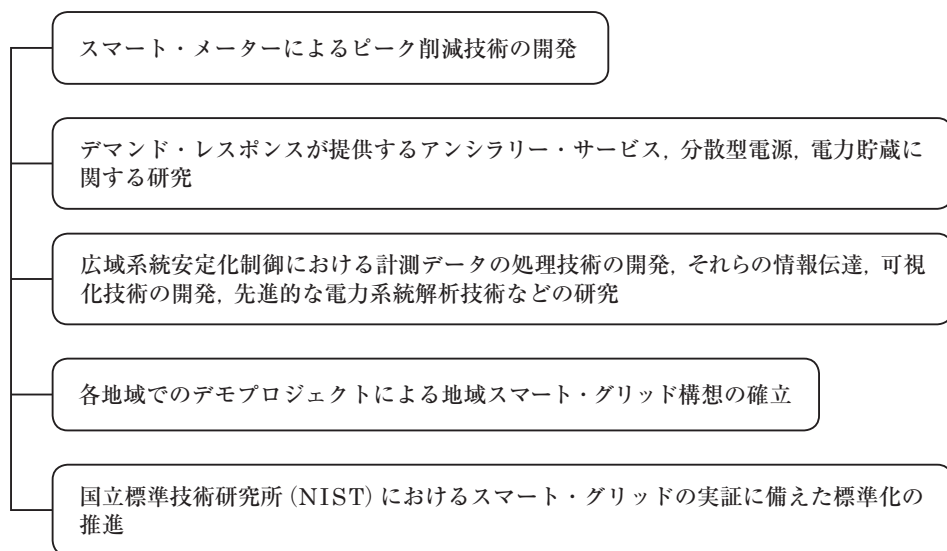 スマート・メーターによるピーク削減技術の開発
デマンド・レスポンスが提供するアンシラリー・サービス, 分散型電源, 電力貯蔵に
関する研究
広域系統安定化制御における計測データの処理技術の開発, それらの情報伝達, 可視
化技術の開発, 先進的な電力系統解析技術などの研究
各地域でのデモプロジェクトによる地域スマート・グリッド構想の確立
国立標準技術研究所 (NIST) におけるスマート・グリッドの実証に備えた標準化の
推進